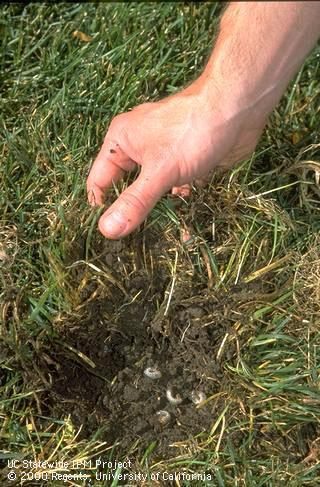 UC Statewide IPM Project
© 2000 Regents, University of California